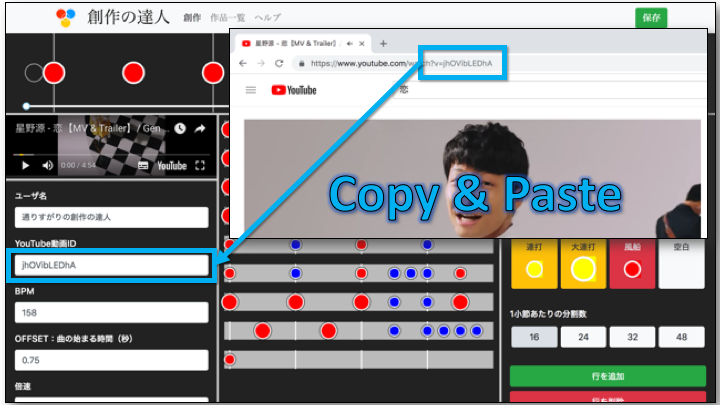 創作の達人 創作 作品一覧 ヘルプ
保存
星野源 - 恋【MV & Trailer】/
https://www.youtube.com/watch?v=jhOVibLEDhA
YouTube
恋
Copy & Paste
星野源 - 恋【MV & Trailer】/ Gen...
0:00 / 4:54
YouTube
ユーザ名
通りすがりの創作の達人
YouTube動画ID
jhOVibLEDhA
BPM
158
OFFSET：曲の始まる時間（秒）
0.75
倍速
連打 大連打 風船 空白
1小節あたりの分割数
16 24 32 48
行を追加
行を削除